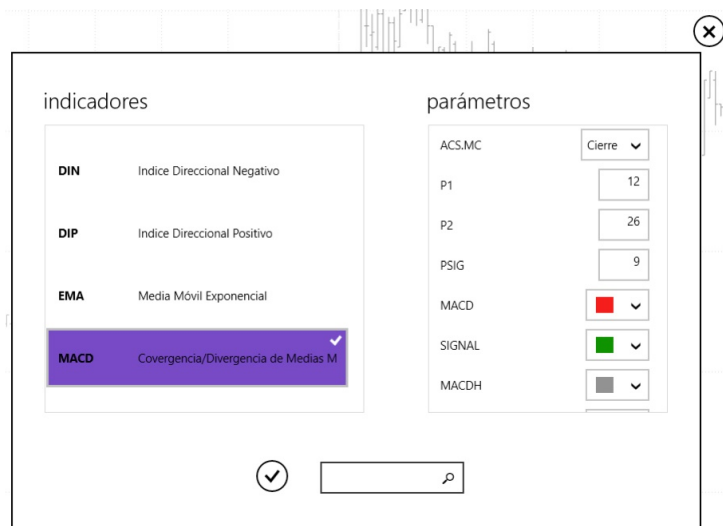 indicadores
DIN Indice Direccional Negativo
DIP Indice Direccional Positivo
EMA Media Móvil Exponencial
MACD Covergencia/Divergencia de Medias M
parámetros
ACS.MC Cierre
P1 12
P2 26
PSIG 9
MACD
SIGNAL
MACDH